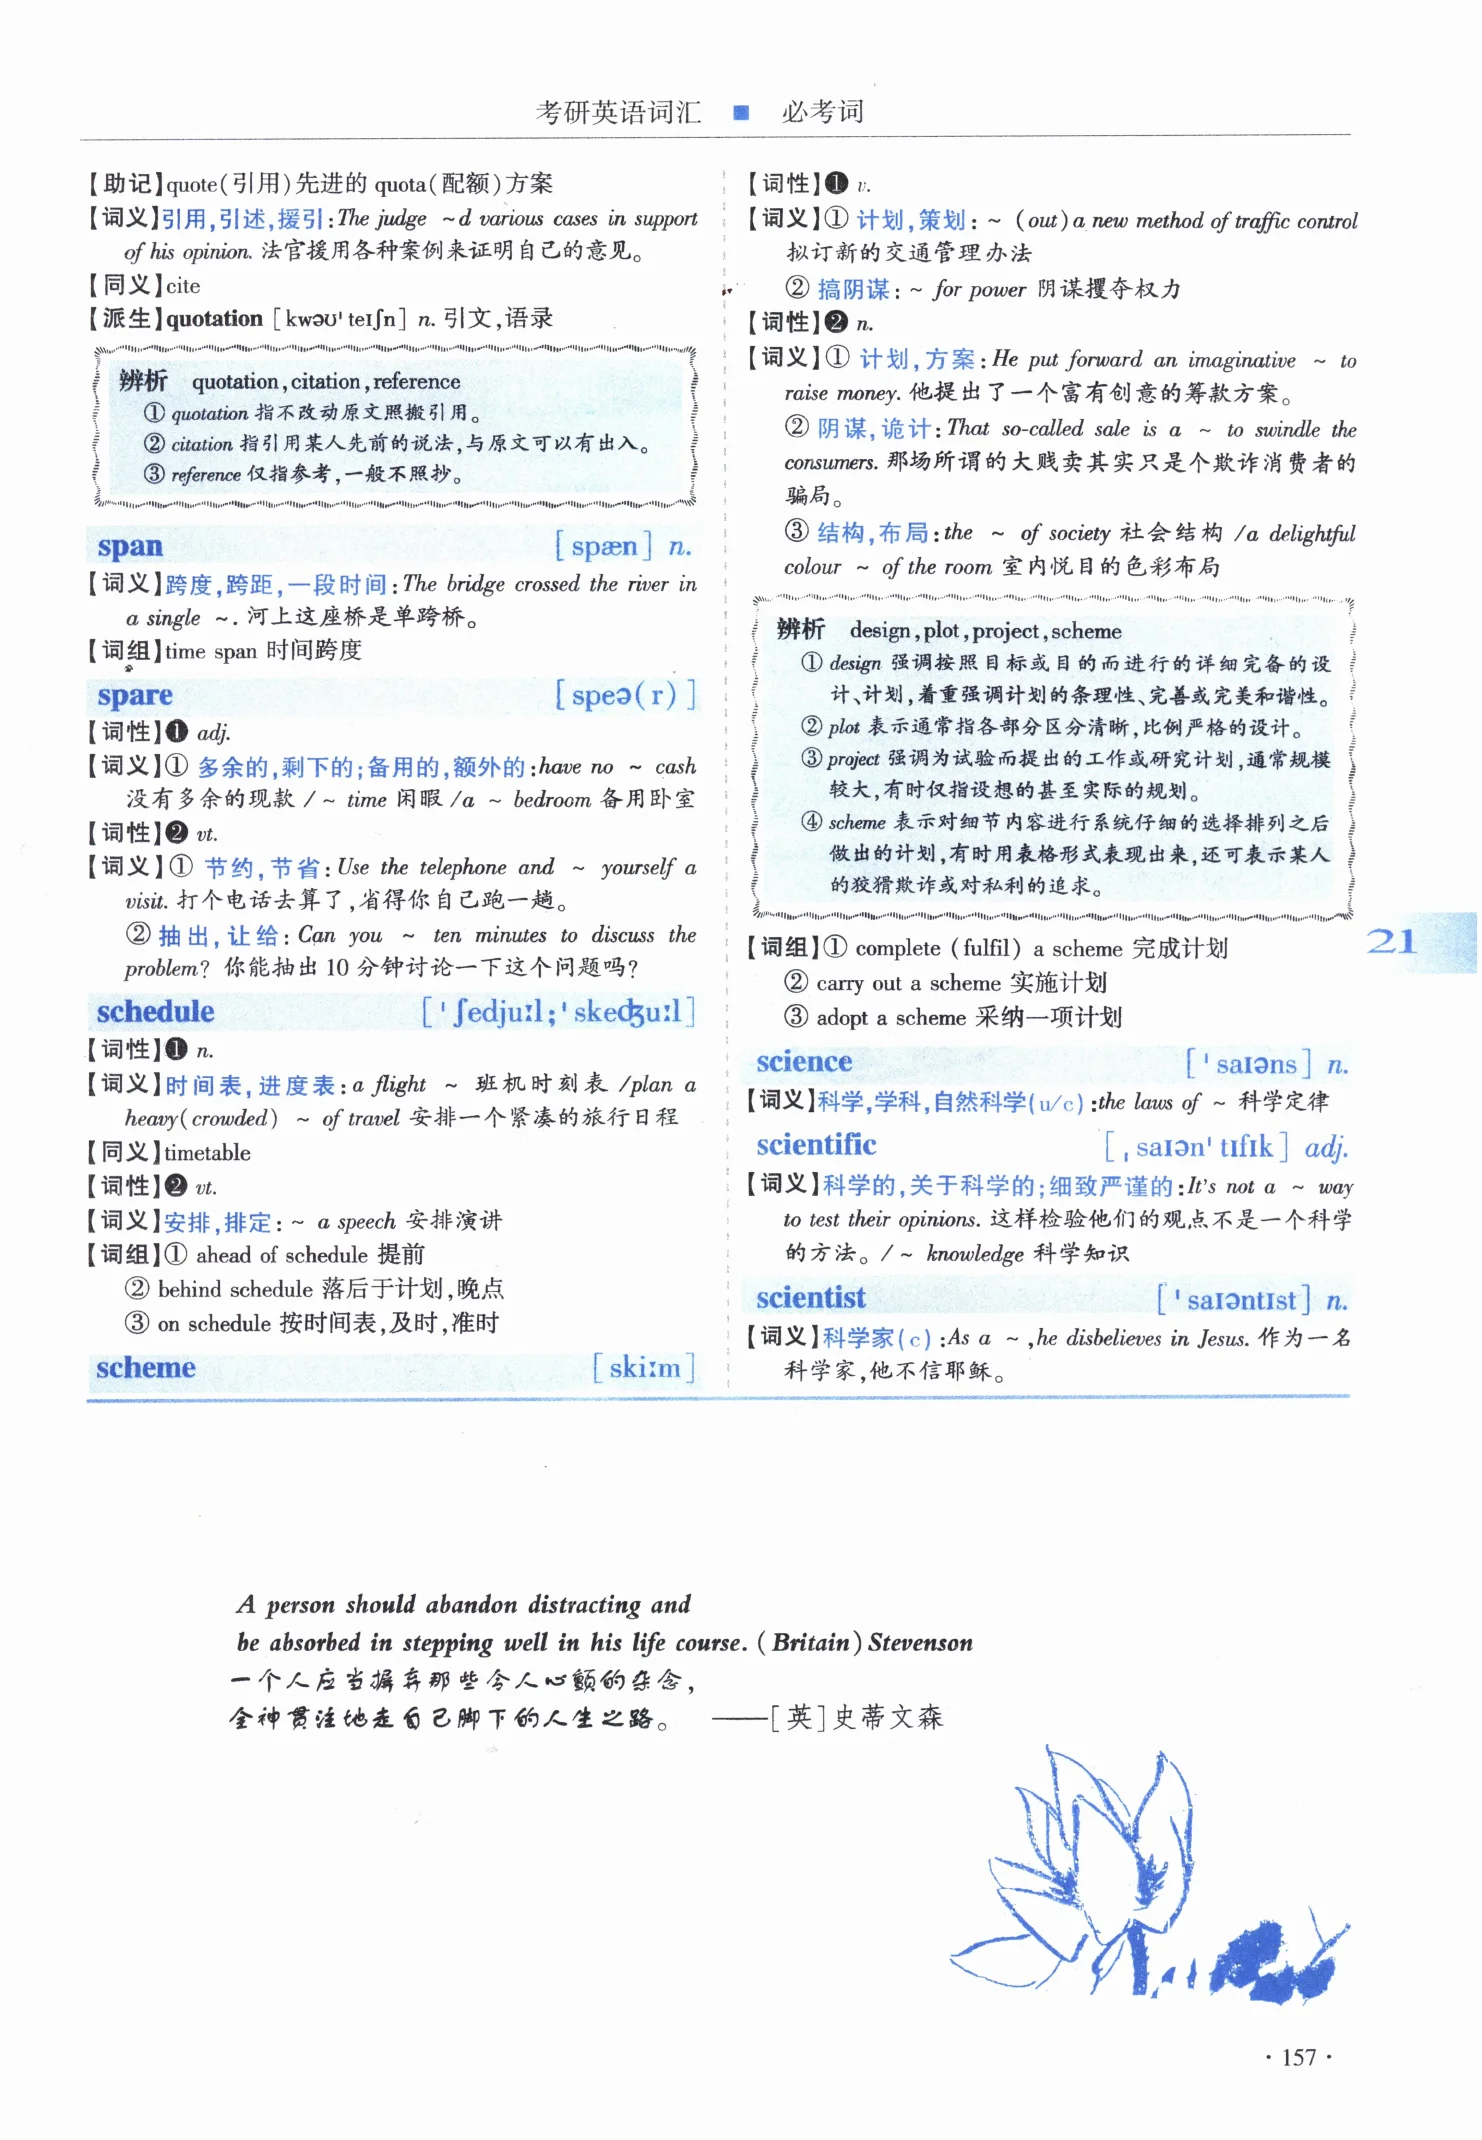 考研英语词汇 ■ 必考词
【助记】quote(引用)先进的 quota(配额)方案
【词义】引用,引述,援引:The judge ~d various cases in support
of his opinion. 法官援用各种案例来证明自己的意见。
【同义】cite
【派生】quotation [kwəʊˈteɪʃn] n. 引文,语录
辨析 quotation,citation,reference
① quotation 指不改动原文照搬引用。
② citation 指引用某人先前的说法,与原文可以有出入。
③ reference 仅指参考,一般不照抄。
span [spæn] n.
【词义】跨度,跨距,一段时间:The bridge crossed the river in
a single ~. 河上这座桥是单跨桥。
【词组】time span 时间跨度
spare [speə(r)]
【词性】❶ adj.
【词义】① 多余的,剩下的;备用的,额外的:have no ~ cash
没有多余的现款 / ~ time 闲暇 /a ~ bedroom 备用卧室
【词性】❷ vt.
【词义】① 节约,节省:Use the telephone and ~ yourself a
visit. 打个电话去算了,省得你自己跑一趟。
② 抽出,让给:Can you ~ ten minutes to discuss the
problem? 你能抽出 10 分钟讨论一下这个问题吗?
schedule [ˈʃedjuːl;ˈskedʒuːl]
【词性】❶ n.
【词义】时间表,进度表:a flight ~ 班机时刻表 /plan a
heavy(crowded) ~ of travel 安排一个紧凑的旅行日程
【同义】timetable
【词性】❷ vt.
【词义】安排,排定:~ a speech 安排演讲
【词组】① ahead of schedule 提前
② behind schedule 落后于计划,晚点
③ on schedule 按时间表,及时,准时
scheme [skiːm]
【词性】❶ v.
【词义】① 计划,策划:~ (out) a new method of traffic control
拟订新的交通管理办法
② 搞阴谋:~ for power 阴谋攫夺权力
【词性】❷ n.
【词义】① 计划,方案:He put forward an imaginative ~ to
raise money. 他提出了一个富有创意的筹款方案。
② 阴谋,诡计:That so-called sale is a ~ to swindle the
consumers. 那场所谓的大贱卖其实只是个欺诈消费者的
骗局。
③ 结构,布局:the ~ of society 社会结构 /a delightful
colour ~ of the room 室内悦目的色彩布局
辨析 design,plot,project,scheme
① design 强调按照目标或目的而进行的详细完备的设
计、计划,着重强调计划的条理性、完善或完美和谐性。
② plot 表示通常指各部分区分清晰,比例严格的设计。
③ project 强调为试验而提出的工作或研究计划,通常规模
较大,有时仅指设想的甚至实际的规划。
④ scheme 表示对细节内容进行系统仔细的选择排列之后
做出的计划,有时用表格形式表现出来,还可表示某人
的狡猾欺诈或对私利的追求。
【词组】① complete (fulfil) a scheme 完成计划
② carry out a scheme 实施计划
③ adopt a scheme 采纳一项计划
science [ˈsaɪəns] n.
【词义】科学,学科,自然科学(u/c):the laws of ~ 科学定律
scientific [ˌsaɪənˈtɪfɪk] adj.
【词义】科学的,关于科学的;细致严谨的:It's not a ~ way
to test their opinions. 这样检验他们的观点不是一个科学
的方法。/ ~ knowledge 科学知识
scientist [ˈsaɪəntɪst] n.
【词义】科学家(c):As a ~,he disbelieves in Jesus. 作为一名
科学家,他不信耶稣。
21
A person should abandon distracting and
be absorbed in stepping well in his life course. (Britain) Stevenson
一个人应当摒弃那些令人心颤的杂念,
全神贯注地走自己脚下的人生之路。 ——[英]史蒂文森
·157·